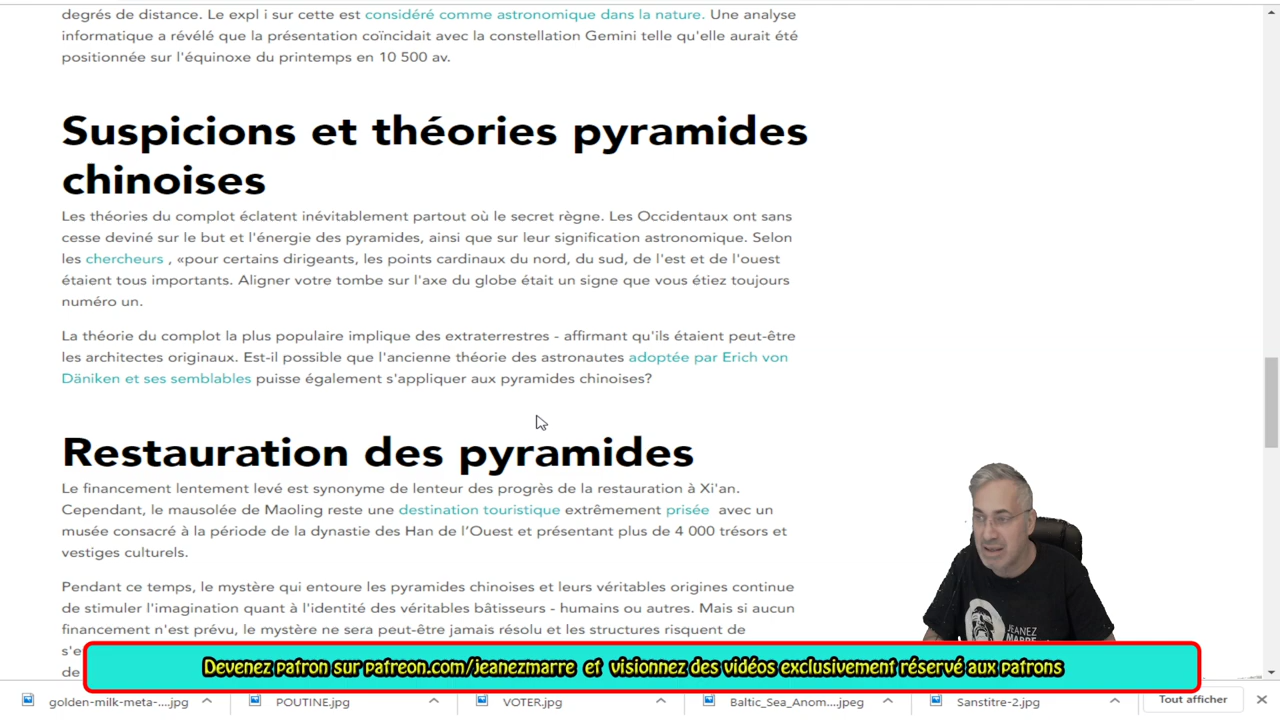 degrés de distance. Le expl i sur cette est considéré comme astronomique dans la nature. Une analyse
informatique a révélé que la présentation coïncidait avec la constellation Gemini telle qu'elle aurait été
positionnée sur l'équinoxe du printemps en 10 500 av.
Suspicions et théories pyramides
chinoises
Les théories du complot éclatent inévitablement partout où le secret règne. Les Occidentaux ont sans
cesse deviné sur le but et l'énergie des pyramides, ainsi que sur leur signification astronomique. Selon
les chercheurs , «pour certains dirigeants, les points cardinaux du nord, du sud, de l'est et de l'ouest
étaient tous importants. Aligner votre tombe sur l'axe du globe était un signe que vous étiez toujours
numéro un.
La théorie du complot la plus populaire implique des extraterrestres - affirmant qu'ils étaient peut-être
les architectes originaux. Est-il possible que l'ancienne théorie des astronautes adoptée par Erich von
Däniken et ses semblables puisse également s'appliquer aux pyramides chinoises?
Restauration des pyramides
Le financement lentement levé est synonyme de lenteur des progrès de la restauration à Xi'an.
Cependant, le mausolée de Maoling reste une destination touristique extrêmement prisée avec un
musée consacré à la période de la dynastie des Han de l’Ouest et présentant plus de 4 000 trésors et
vestiges culturels.
Pendant ce temps, le mystère qui entoure les pyramides chinoises et leurs véritables origines continue
de stimuler l'imagination quant à l'identité des véritables bâtisseurs - humains ou autres. Mais si aucun
financement n'est prévu, le mystère ne sera peut-être jamais résolu et les structures risquent de
JEANEZ
MARRE
Devenez patron sur patreon.com/jeanezmarre et visionnez des vidéos exclusivement réservé aux patrons
golden-milk-meta-....jpg
POUTINE.jpg
VOTER.jpg
Baltic_Sea_Anom....jpeg
Sanstitre-2.jpg
Tout afficher